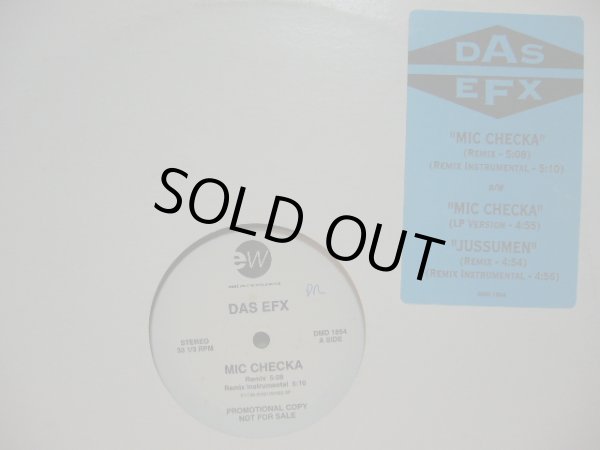 DAS
EFX
"MIC CHECKA"
(REMIX - 5:08)
(REMIX INSTRUMENTAL - 5:10)
b/w
"MIC CHECKA"
(LP VERSION - 4:55)
"JUSSUMEN"
(REMIX - 4:54)
(REMIX INSTRUMENTAL - 4:56)
SOLD OUT
ew
DAS EFX
STEREO
33 1/3 RPM
DMD 1954
A SIDE
MIC CHECKA
Remix 5:08
Remix Instrumental 5:10
PROMOTIONAL COPY
NOT FOR SALE